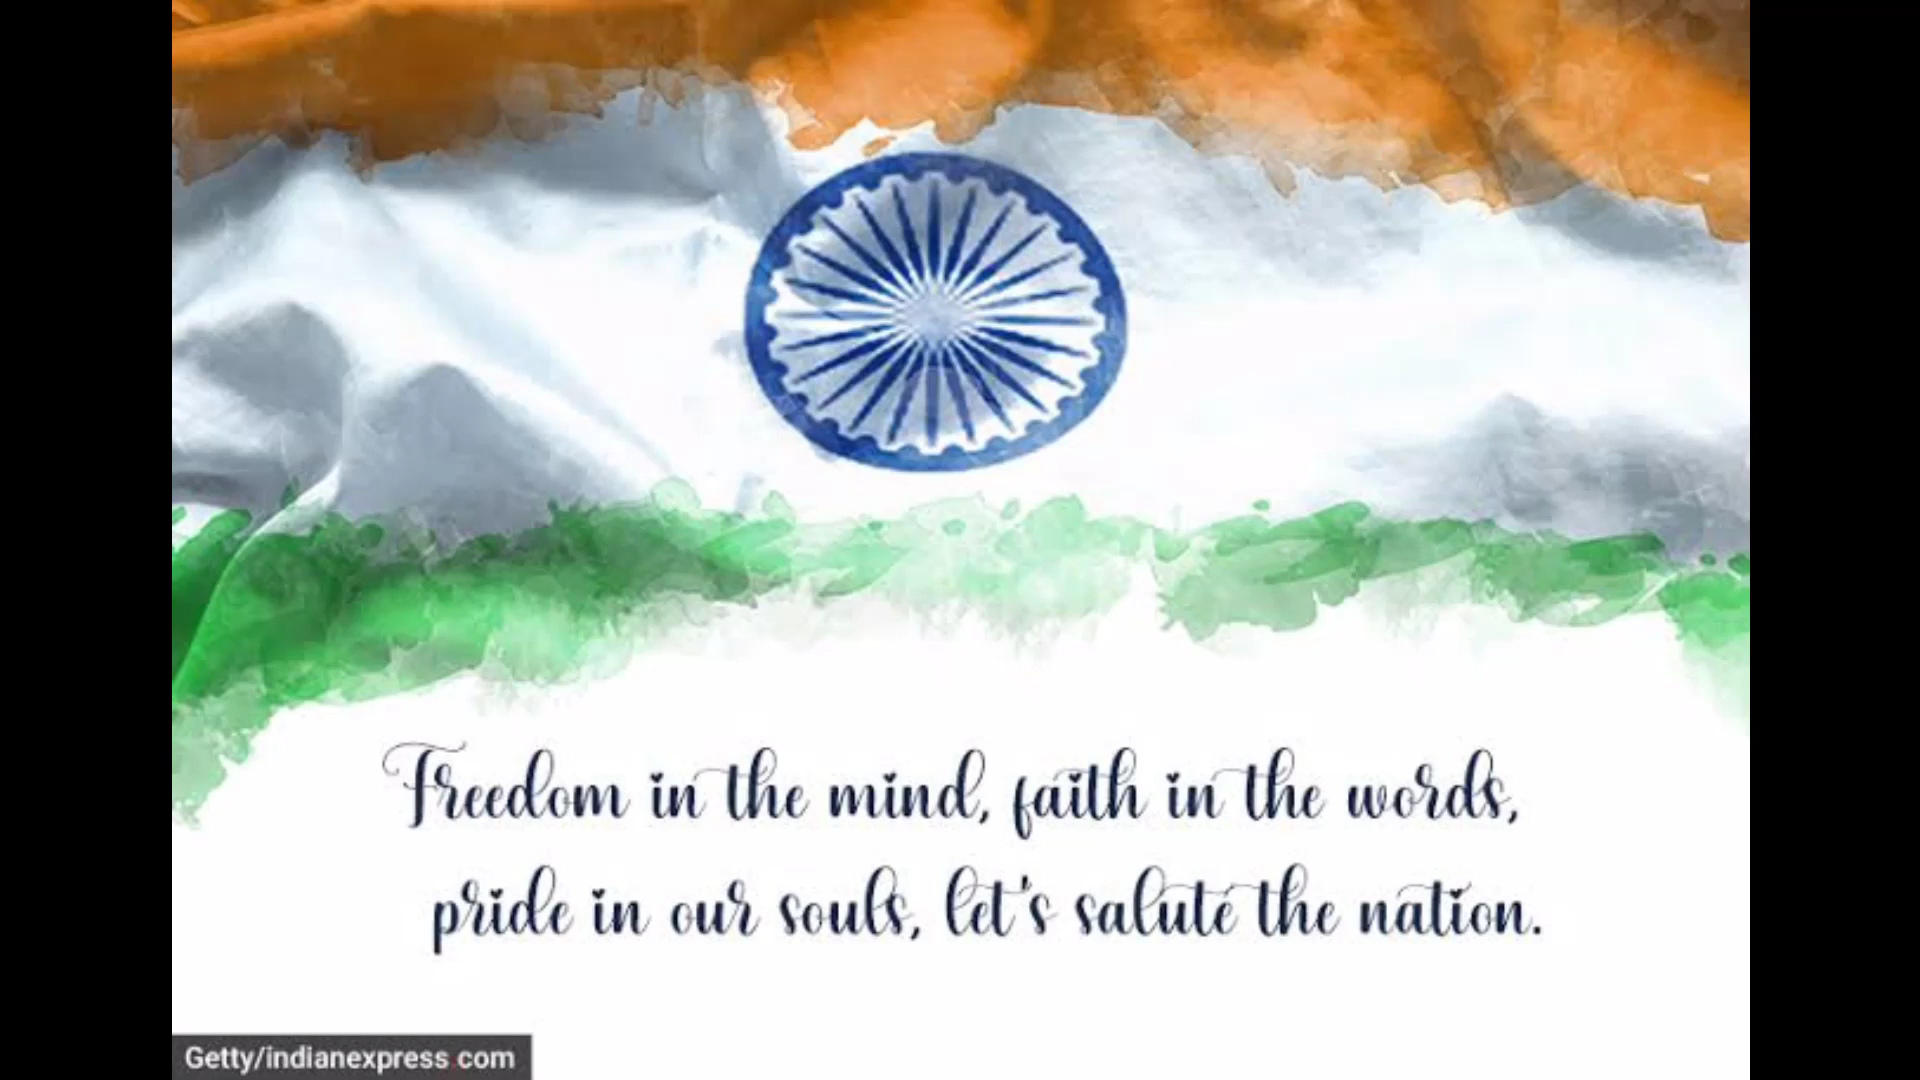 Freedom in the mind, faith in the words,
pride in our souls, let's salute the nation.
Getty/indianexpress.com